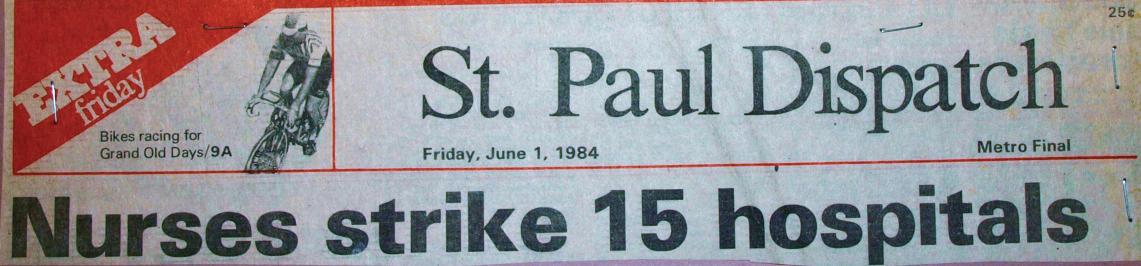 EXTRA
friday
Bikes racing for
Grand Old Days/9A
25¢
St. Paul Dispatch
Friday, June 1, 1984
Metro Final
Nurses strike 15 hospitals